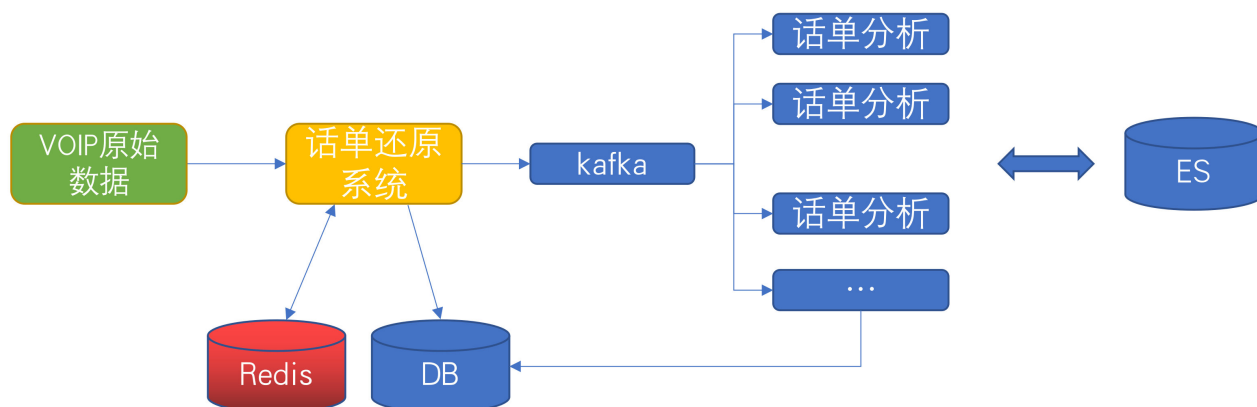 VOIP原始
数据
话单还原
系统
kafka
话单分析
话单分析
话单分析
…
ES
Redis
DB